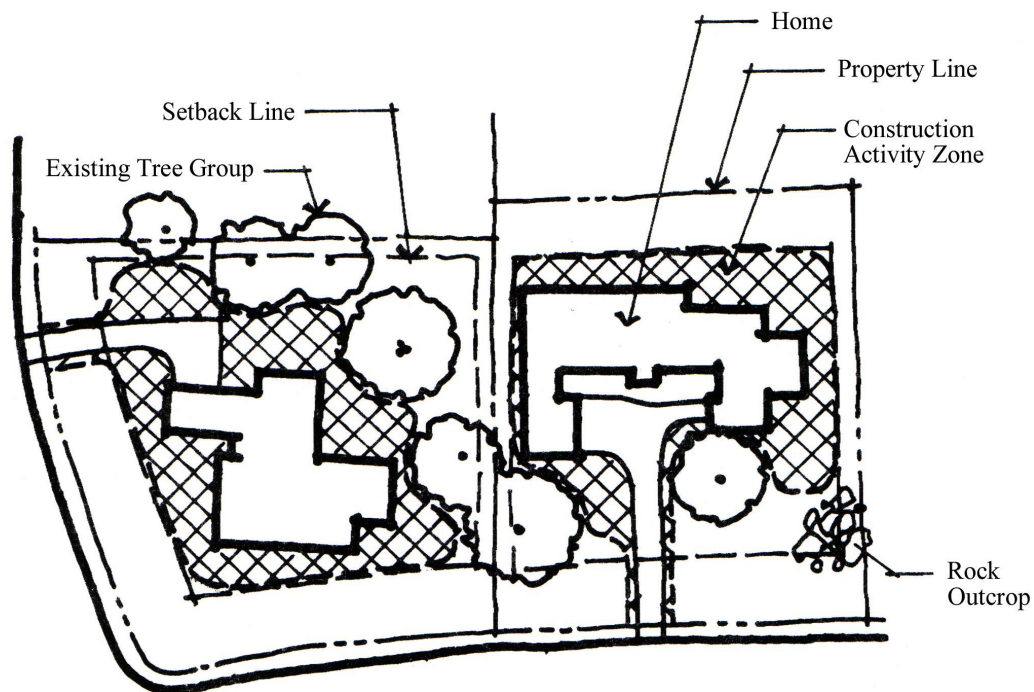 Home
Property Line
Setback Line
Construction
Activity Zone
Existing Tree Group
Rock
Outcrop